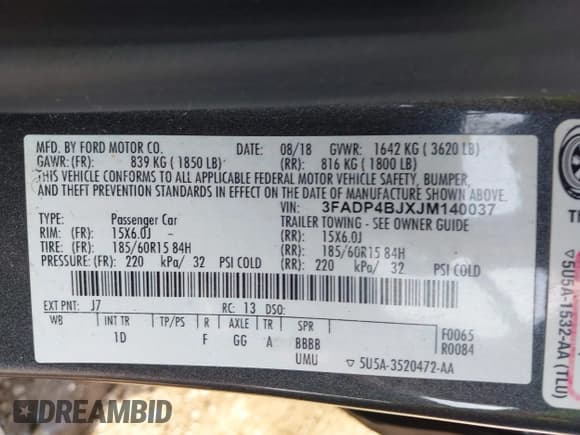 MFD. BY FORD MOTOR CO.
DATE: 08/18 GVWR: 1642 KG ( 3620 LB)
GAWR: (FR): 839 KG ( 1850 LB) (RR): 816 KG ( 1800 LB)
THIS VEHICLE CONFORMS TO ALL APPLICABLE FEDERAL MOTOR VEHICLE SAFETY, BUMPER,
AND THEFT PREVENTION STANDARDS IN EFFECT ON THE DATE OF MANUFACTURE SHOWN ABOVE.
VIN: 3FADP4BJXJM140037
TYPE: Passenger Car TRAILER TOWING - SEE OWNER GUIDE
RIM: (FR): 15X6.0J (RR): 15X6.0J
TIRE: (FR): 185/60R15 84H (RR): 185/60R15 84H
PRESSURE: (FR): 220 kPa/ 32 PSI COLD (RR): 220 kPa/ 32 PSI COLD
EXT PNT: J7 RC: 13 DSO:
WB INT TR TP/PS R AXLE TR SPR F0065
1D F GG A BBBB R0084
UMU 5U5A-3520472-AA
5U5A-1532-AA (TLU)
DREAMBID